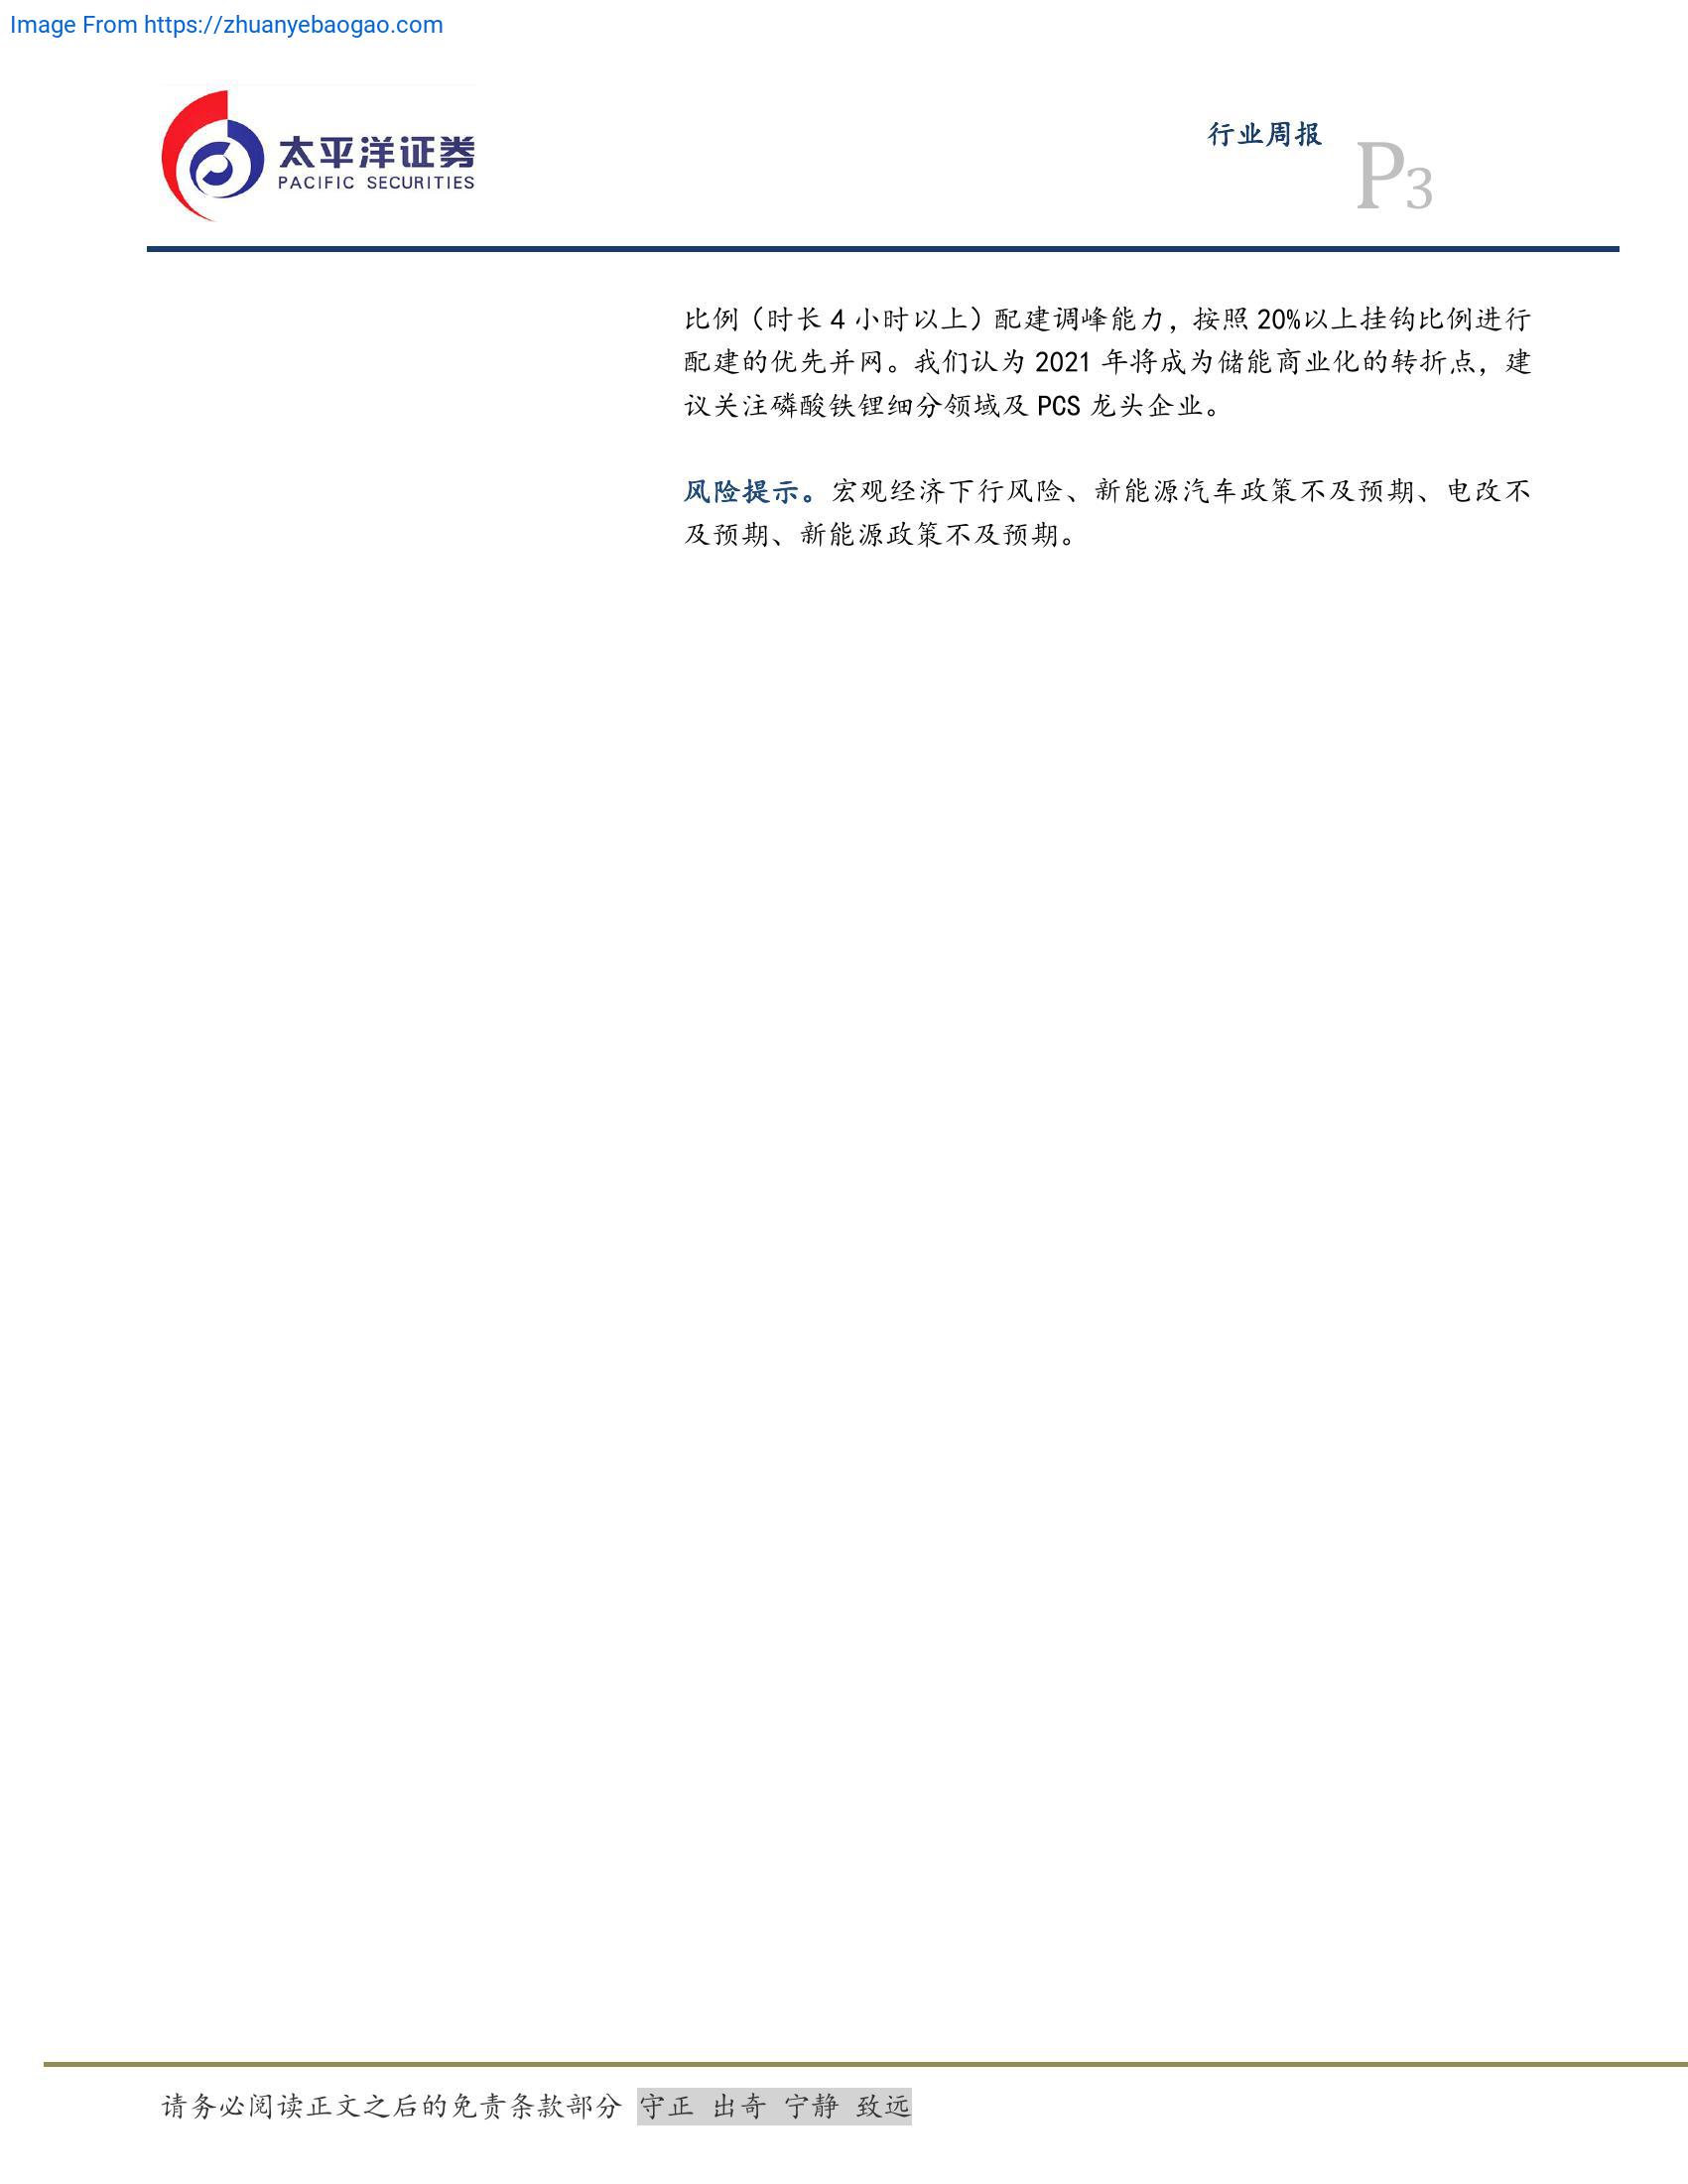 Image From https://zhuanyebaogao.com
太平洋证券
PACIFIC SECURITIES
行业周报
P3
比例（时长 4 小时以上）配建调峰能力，按照 20%以上挂钩比例进行
配建的优先并网。我们认为 2021 年将成为储能商业化的转折点，建
议关注磷酸铁锂细分领域及 PCS 龙头企业。
风险提示。宏观经济下行风险、新能源汽车政策不及预期、电改不
及预期、新能源政策不及预期。
请务必阅读正文之后的免责条款部分 守正 出奇 宁静 致远